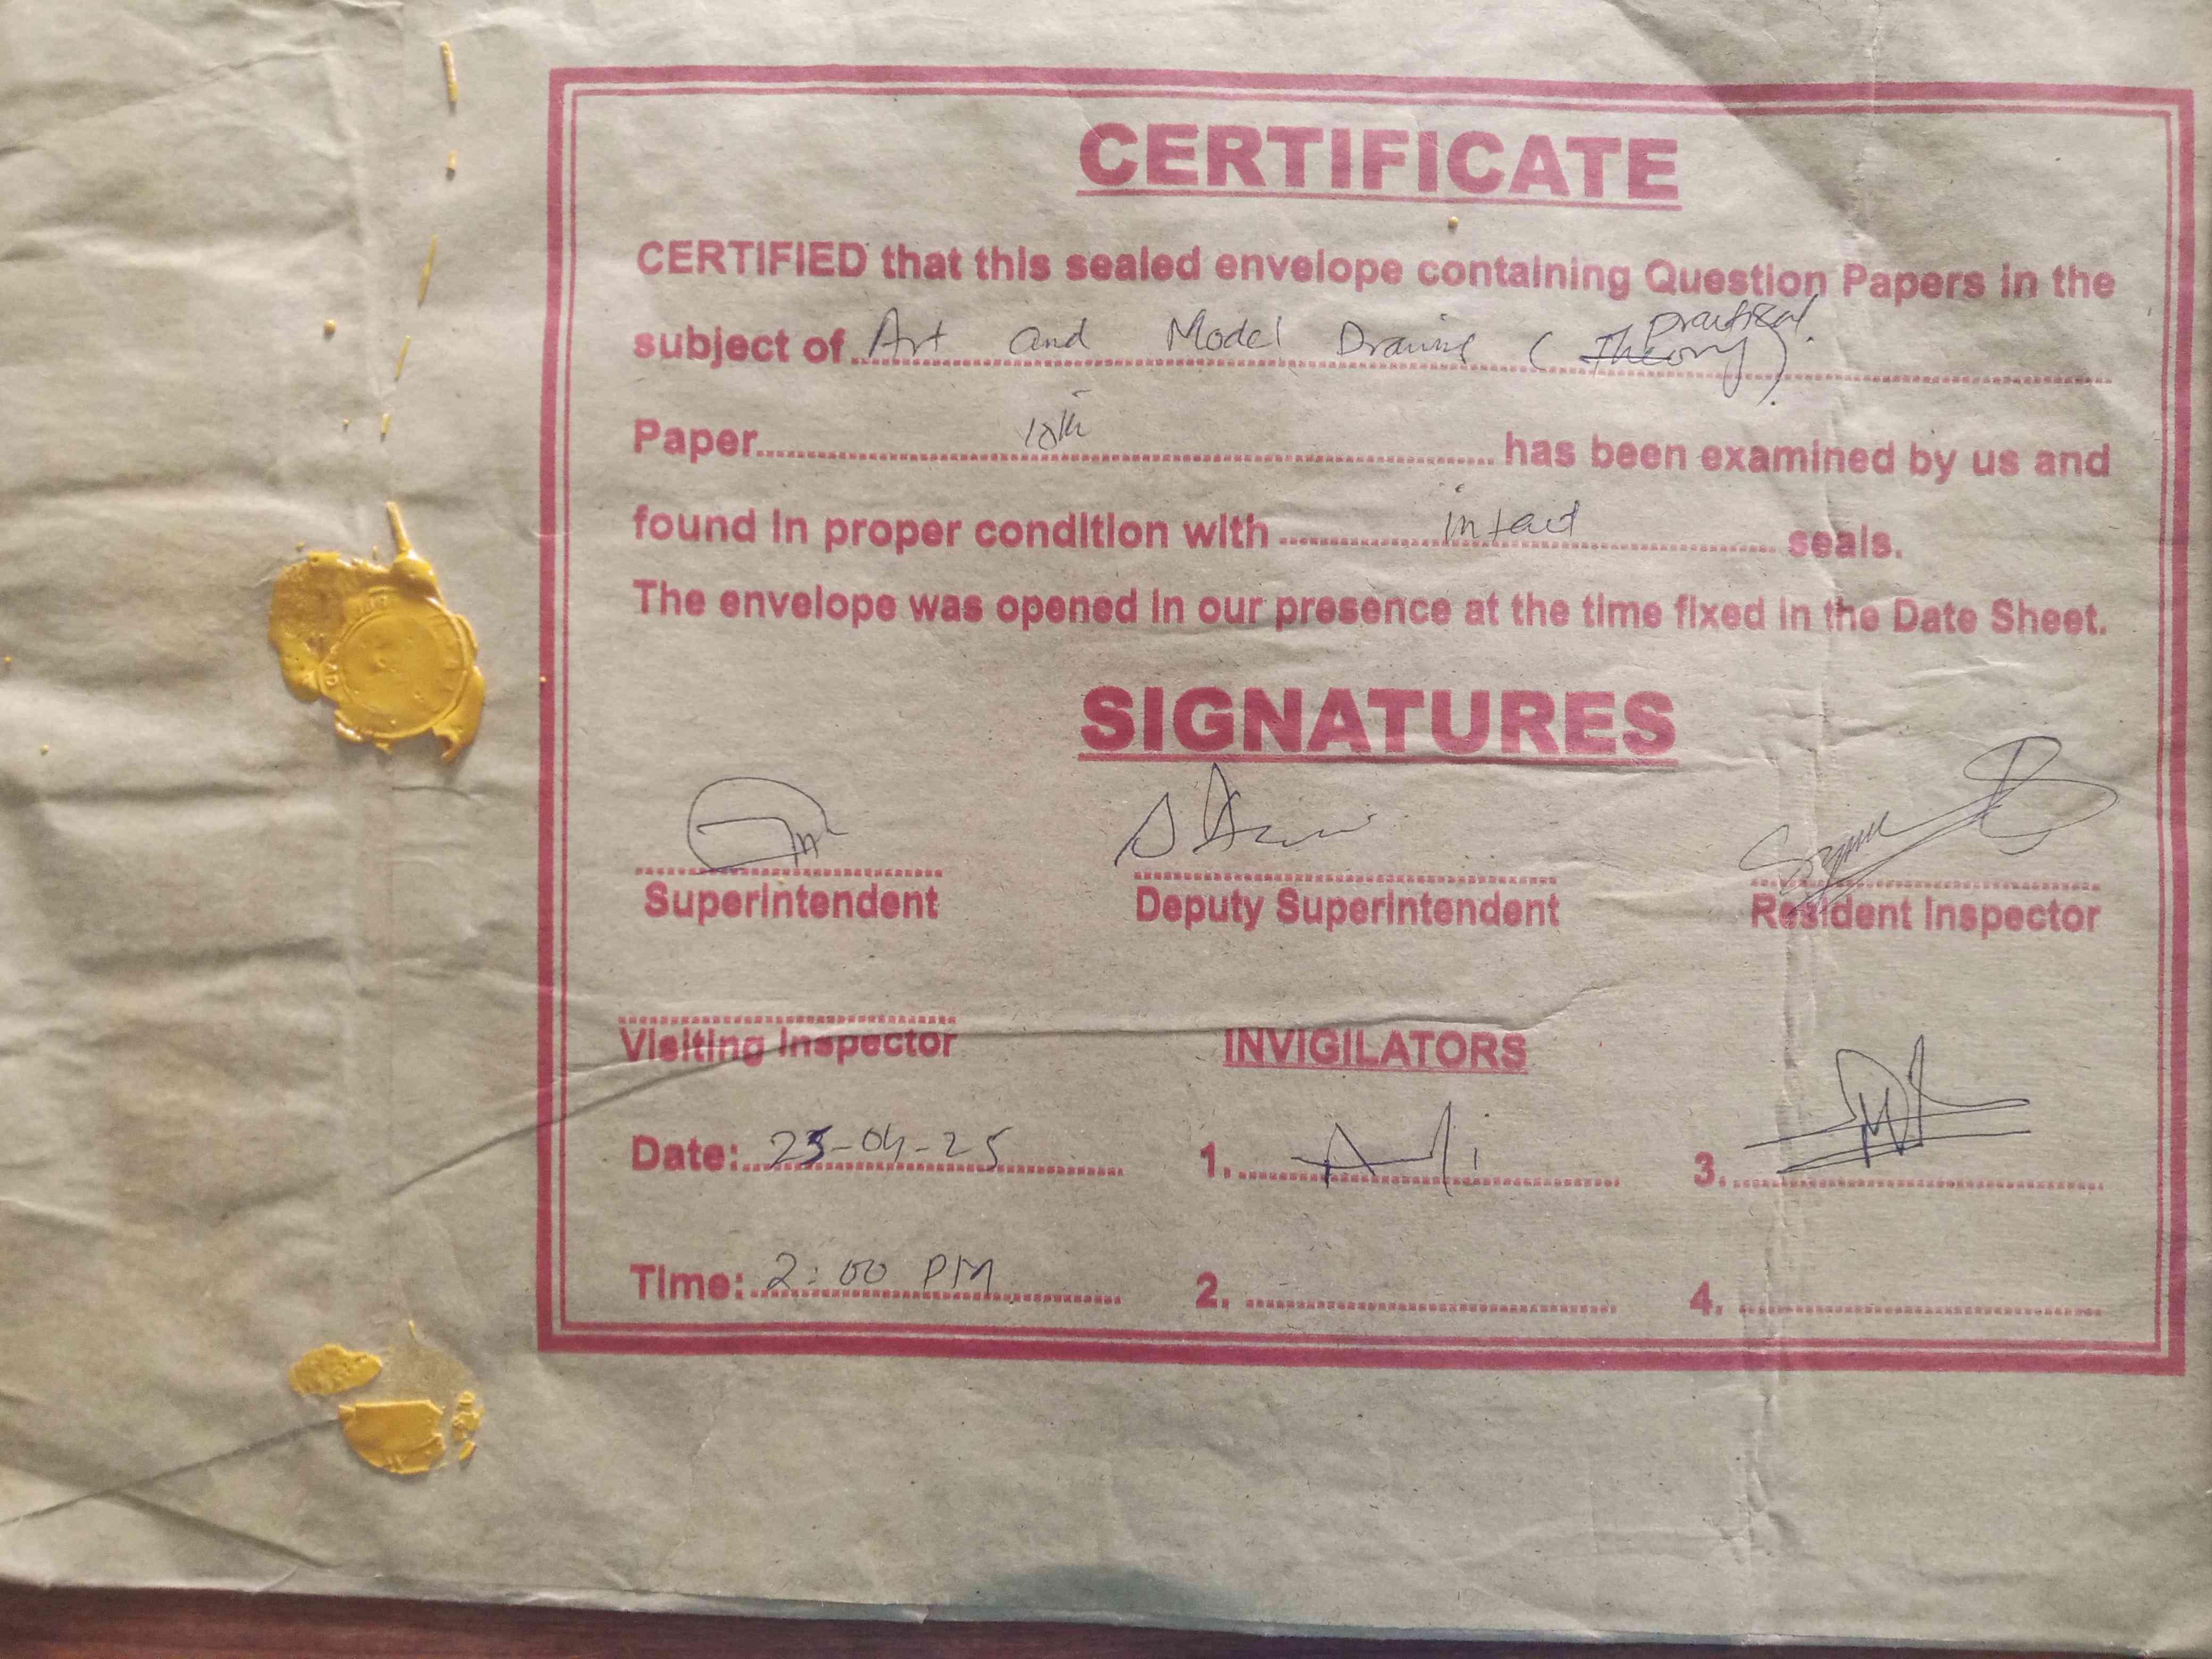 CERTIFICATE
CERTIFIED that this sealed envelope containing Question Papers in the
practical
subject of Art and Model Drawing (Theory).
Paper 10th has been examined by us and
found in proper condition with intact seals.
The envelope was opened in our presence at the time fixed in the Date Sheet.
SIGNATURES
Superintendent Deputy Superintendent Resident Inspector
Visiting Inspector INVIGILATORS
Date: 23-04-25 1. 3.
Time: 2:00 PM 2. 4.